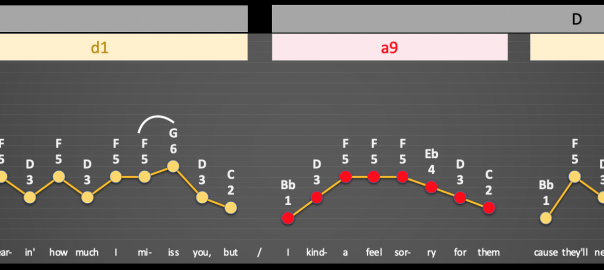 D
d1 a9
G
F F F F F F F Eb F
5 D 5 D 5 5 6 D 5 5 5 4 D 5
3 3 3 C Bb D 3 C Bb
2 1 3 2 1
ear- in' how much I mi- iss you, but / I kind- a feel sor- ry for them cause they'll ne